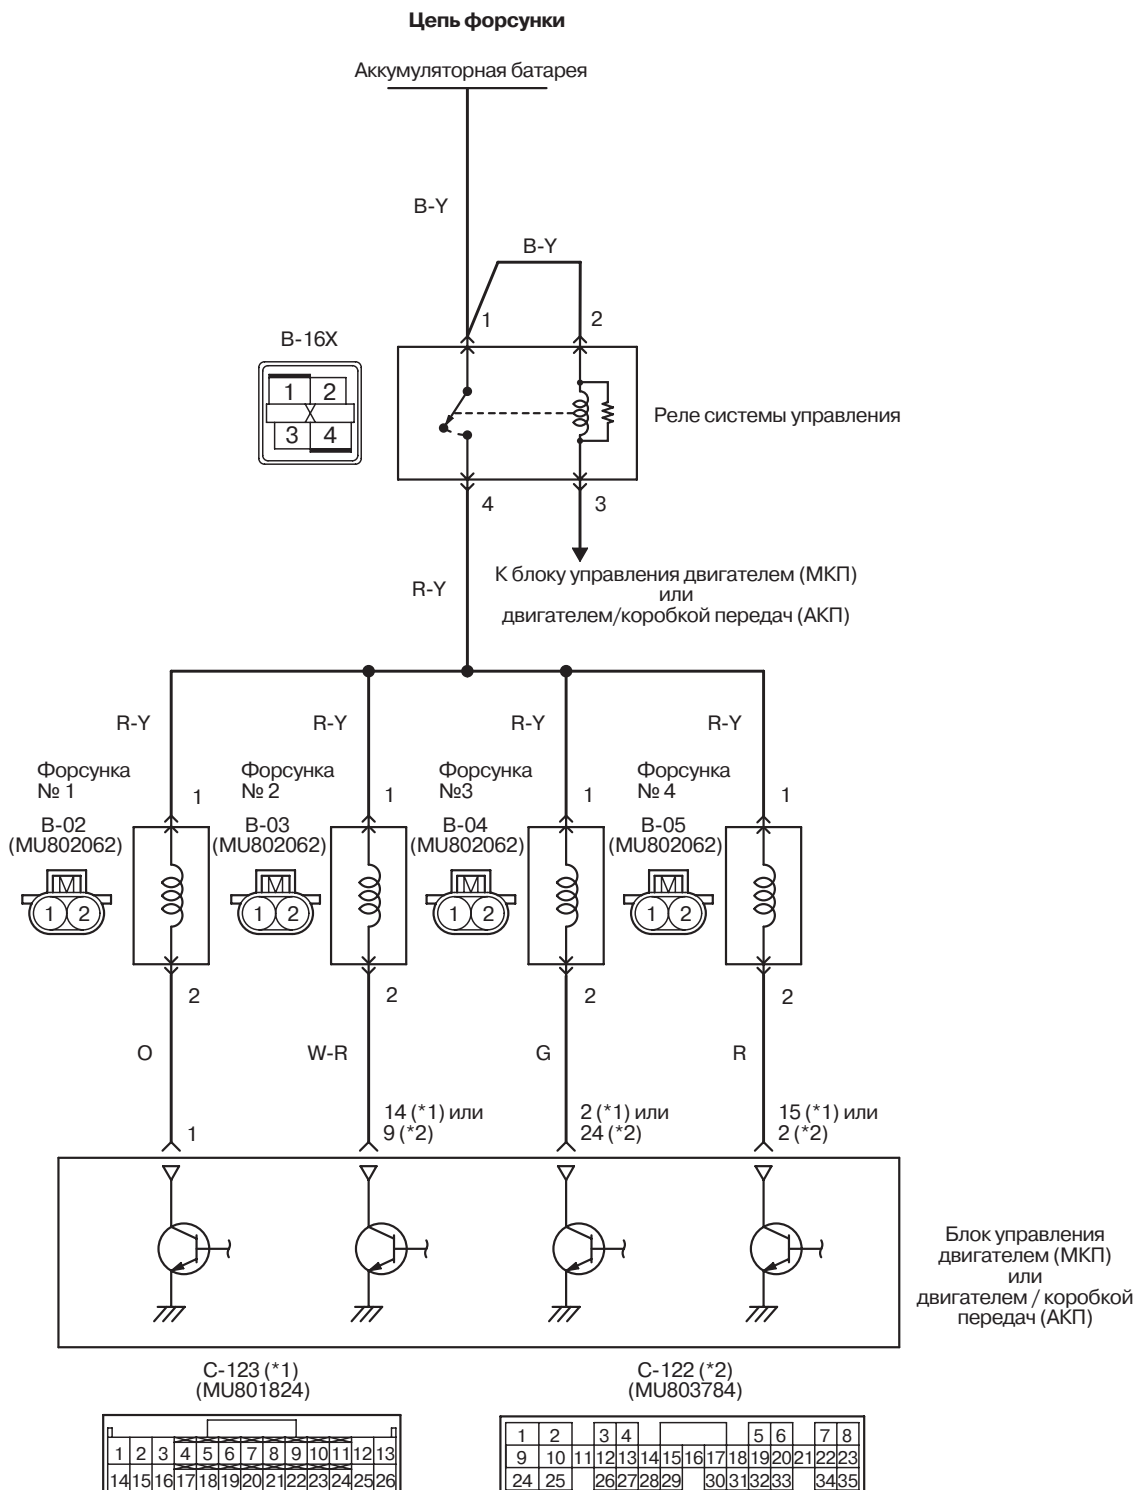 Цепь форсунки
Аккумуляторная батарея
B-Y
B-Y
1
2
B-16X
1 2
X
3 4
Реле системы управления
4
3
К блоку управления двигателем (МКП)
или
двигателем/коробкой передач (АКП)
R-Y
R-Y
R-Y
R-Y
R-Y
Форсунка
№ 1
1
B-02
(MU802062)
1 2
2
Форсунка
№ 2
1
B-03
(MU802062)
1 2
2
Форсунка
№3
1
B-04
(MU802062)
1 2
2
Форсунка
№ 4
1
B-05
(MU802062)
1 2
2
O
W-R
G
R
1
14 (*1) или
9 (*2)
2 (*1) или
24 (*2)
15 (*1) или
2 (*2)
Блок управления
двигателем (МКП)
или
двигателем / коробкой
передач (АКП)
C-123 (*1)
(MU801824)
1 2 3 4 5 6 7 8 9 10 11 12 13
14 15 16 17 18 19 20 21 22 23 24 25 26
C-122 (*2)
(MU803784)
1 2 3 4 5 6 7 8
9 10 11 12 13 14 15 16 17 18 19 20 21 22 23
24 25 26 27 28 29 30 31 32 33 34 35